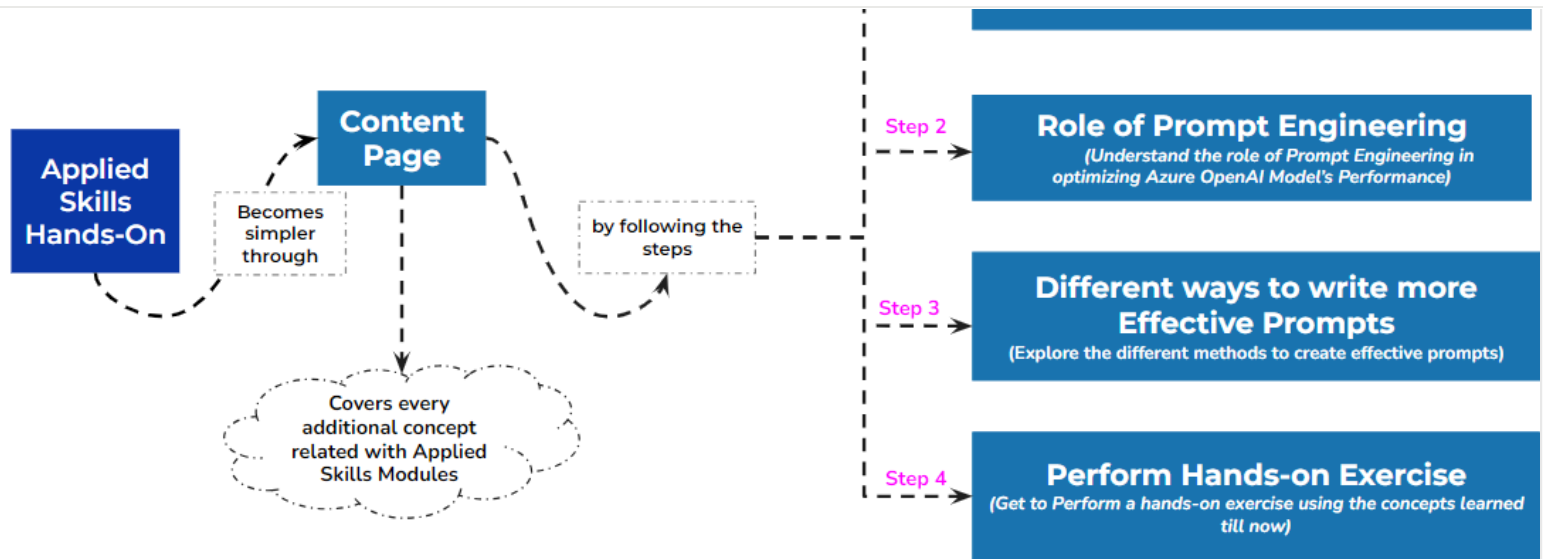 Applied
Skills
Hands-On
Becomes
simpler
through
Content
Page
Covers every
additional concept
related with Applied
Skills Modules
by following the
steps
Step 2
Role of Prompt Engineering
(Understand the role of Prompt Engineering in
optimizing Azure OpenAI Model's Performance)
Step 3
Different ways to write more
Effective Prompts
(Explore the different methods to create effective prompts)
Step 4
Perform Hands-on Exercise
(Get to Perform a hands-on exercise using the concepts learned
till now)